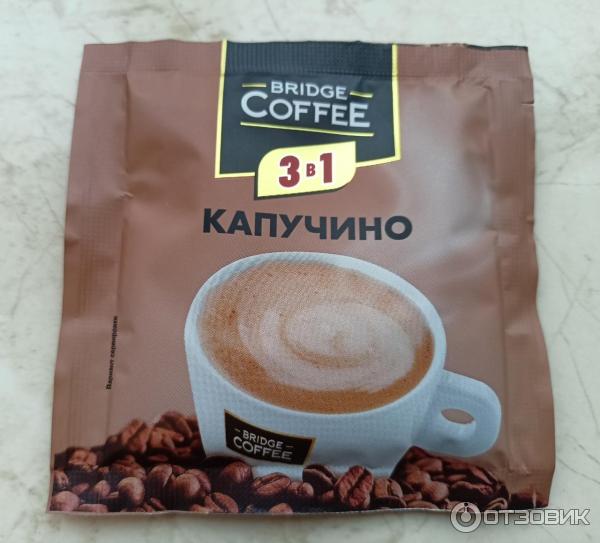 BRIDGE
COFFEE
3 в 1
КАПУЧИНО
Вариант сервировки
BRIDGE
COFFEE
ОТЗОВИК